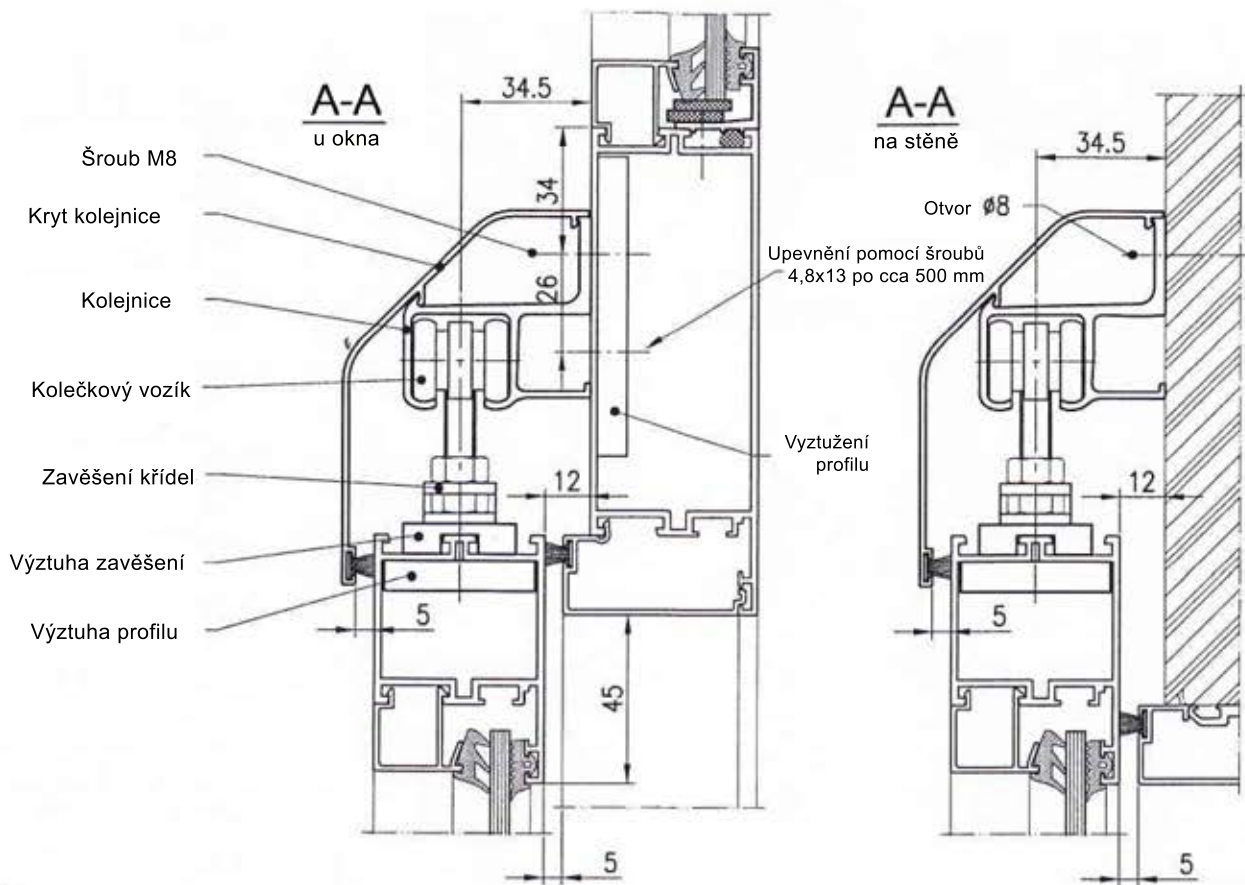 A-A
u okna
34.5
Šroub M8
Kryt kolejnice
Kolejnice
Kolečkový vozík
Zavěšení křídel
Výztuha zavěšení
Výztuha profilu
34
26
Upevnění pomocí šroubů
4,8x13 po cca 500 mm
Vyztužení
profilu
12
5
45
5
A-A
na stěně
34.5
Otvor ø8
12
5
5